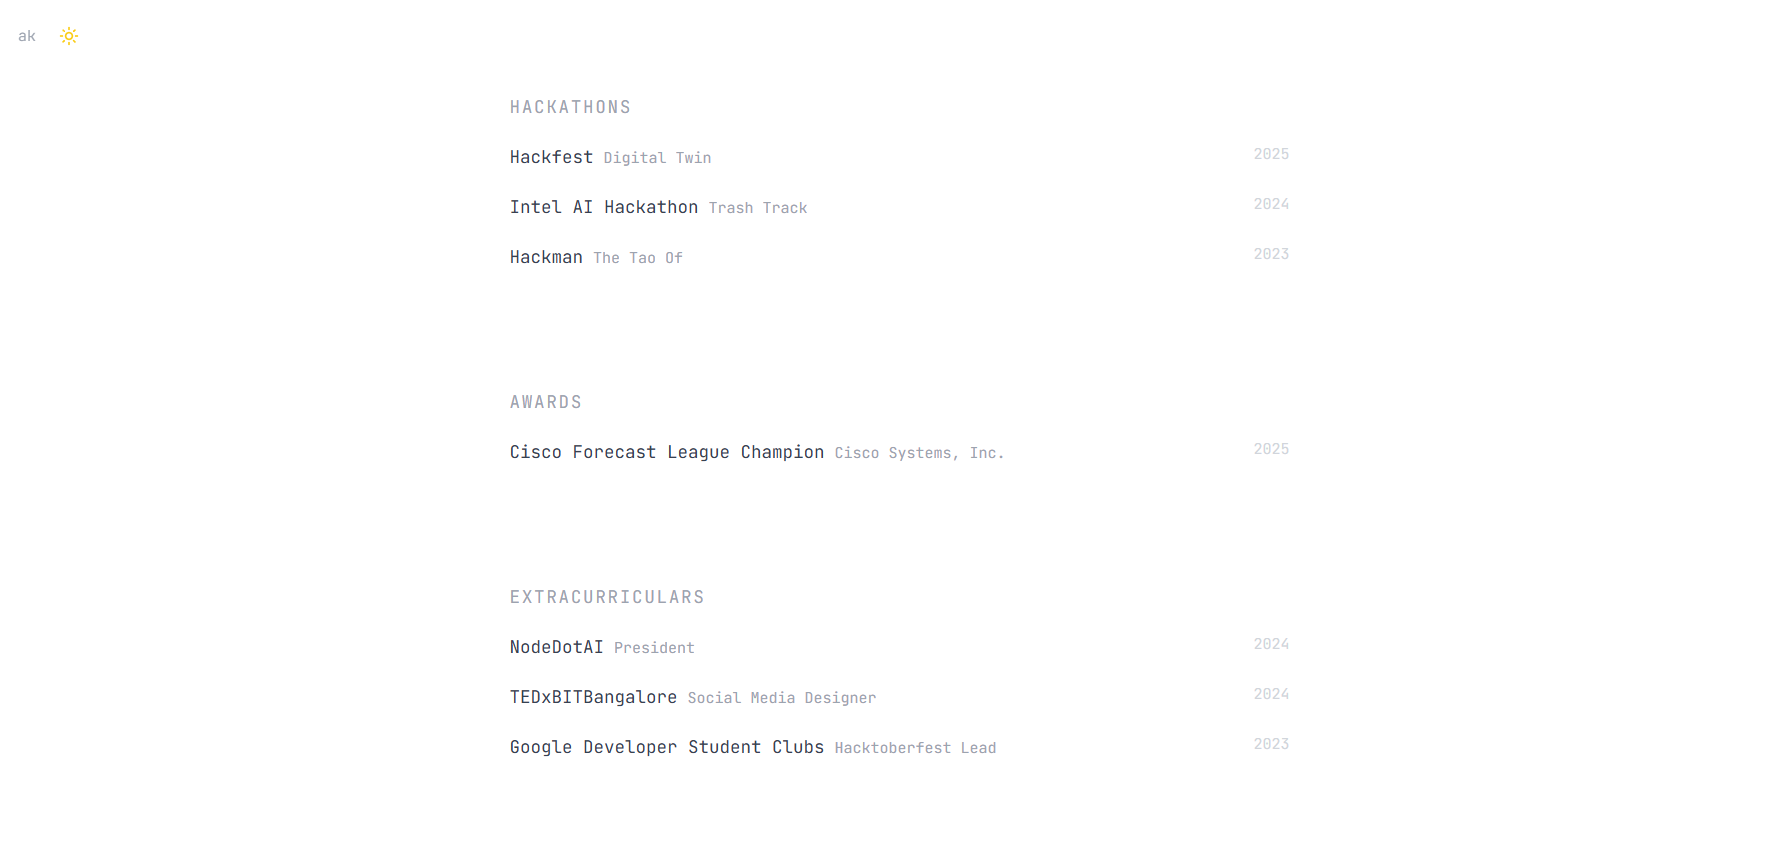 ak
HACKATHONS
Hackfest Digital Twin 2025
Intel AI Hackathon Trash Track 2024
Hackman The Tao Of 2023
AWARDS
Cisco Forecast League Champion Cisco Systems, Inc. 2025
EXTRACURRICULARS
NodeDotAI President 2024
TEDxBITBangalore Social Media Designer 2024
Google Developer Student Clubs Hacktoberfest Lead 2023